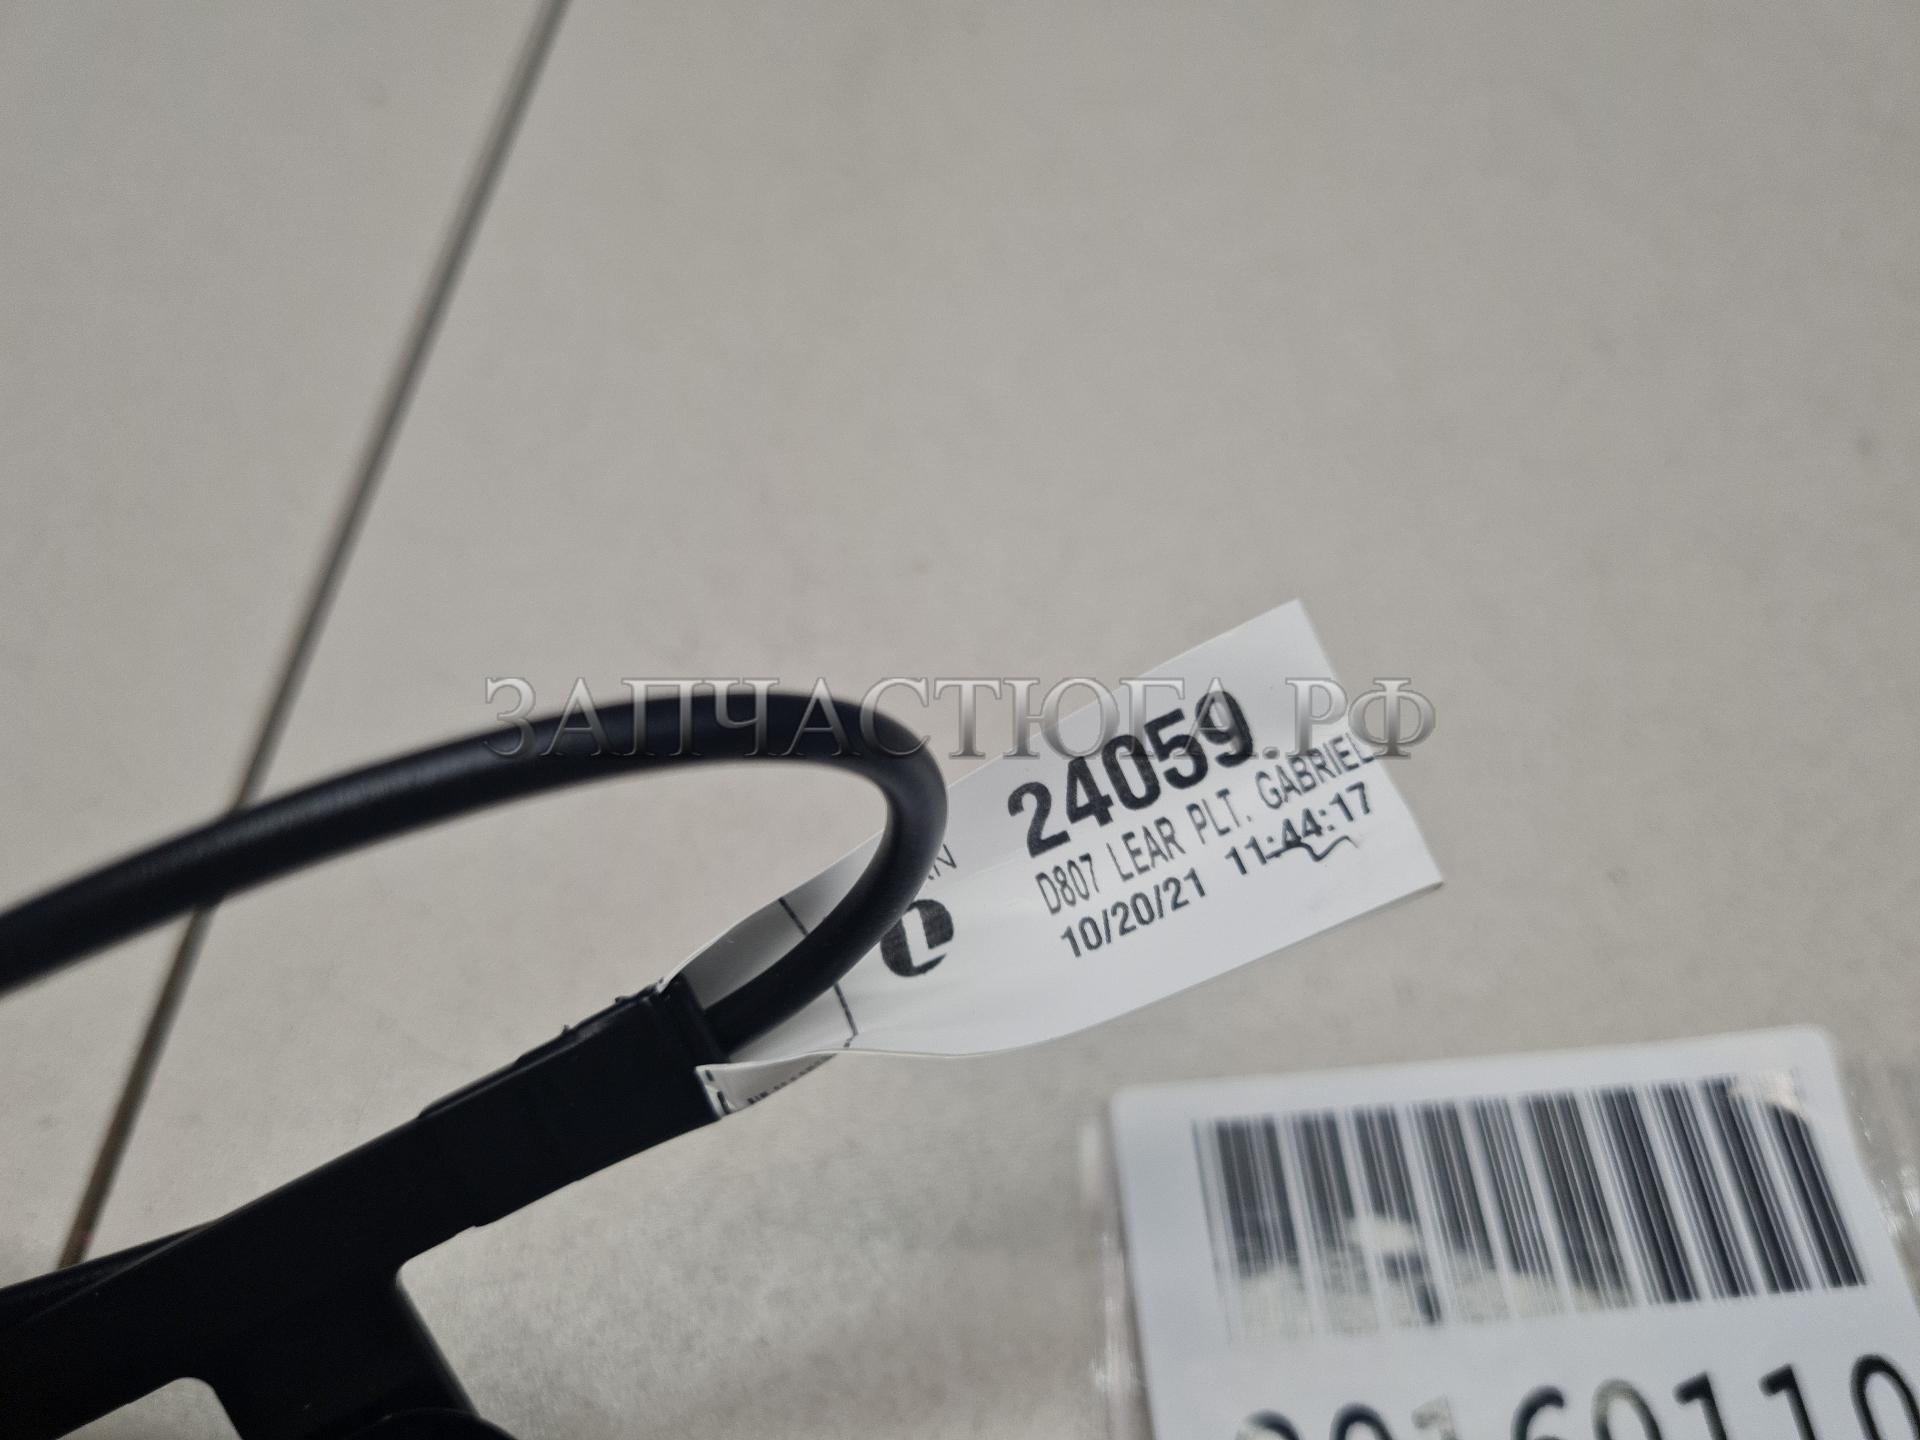 ЗАПЧАСТЮГА.РФ
24059
D807 LEAR PLT. GABRIEL
10/20/21 11:44:17
L